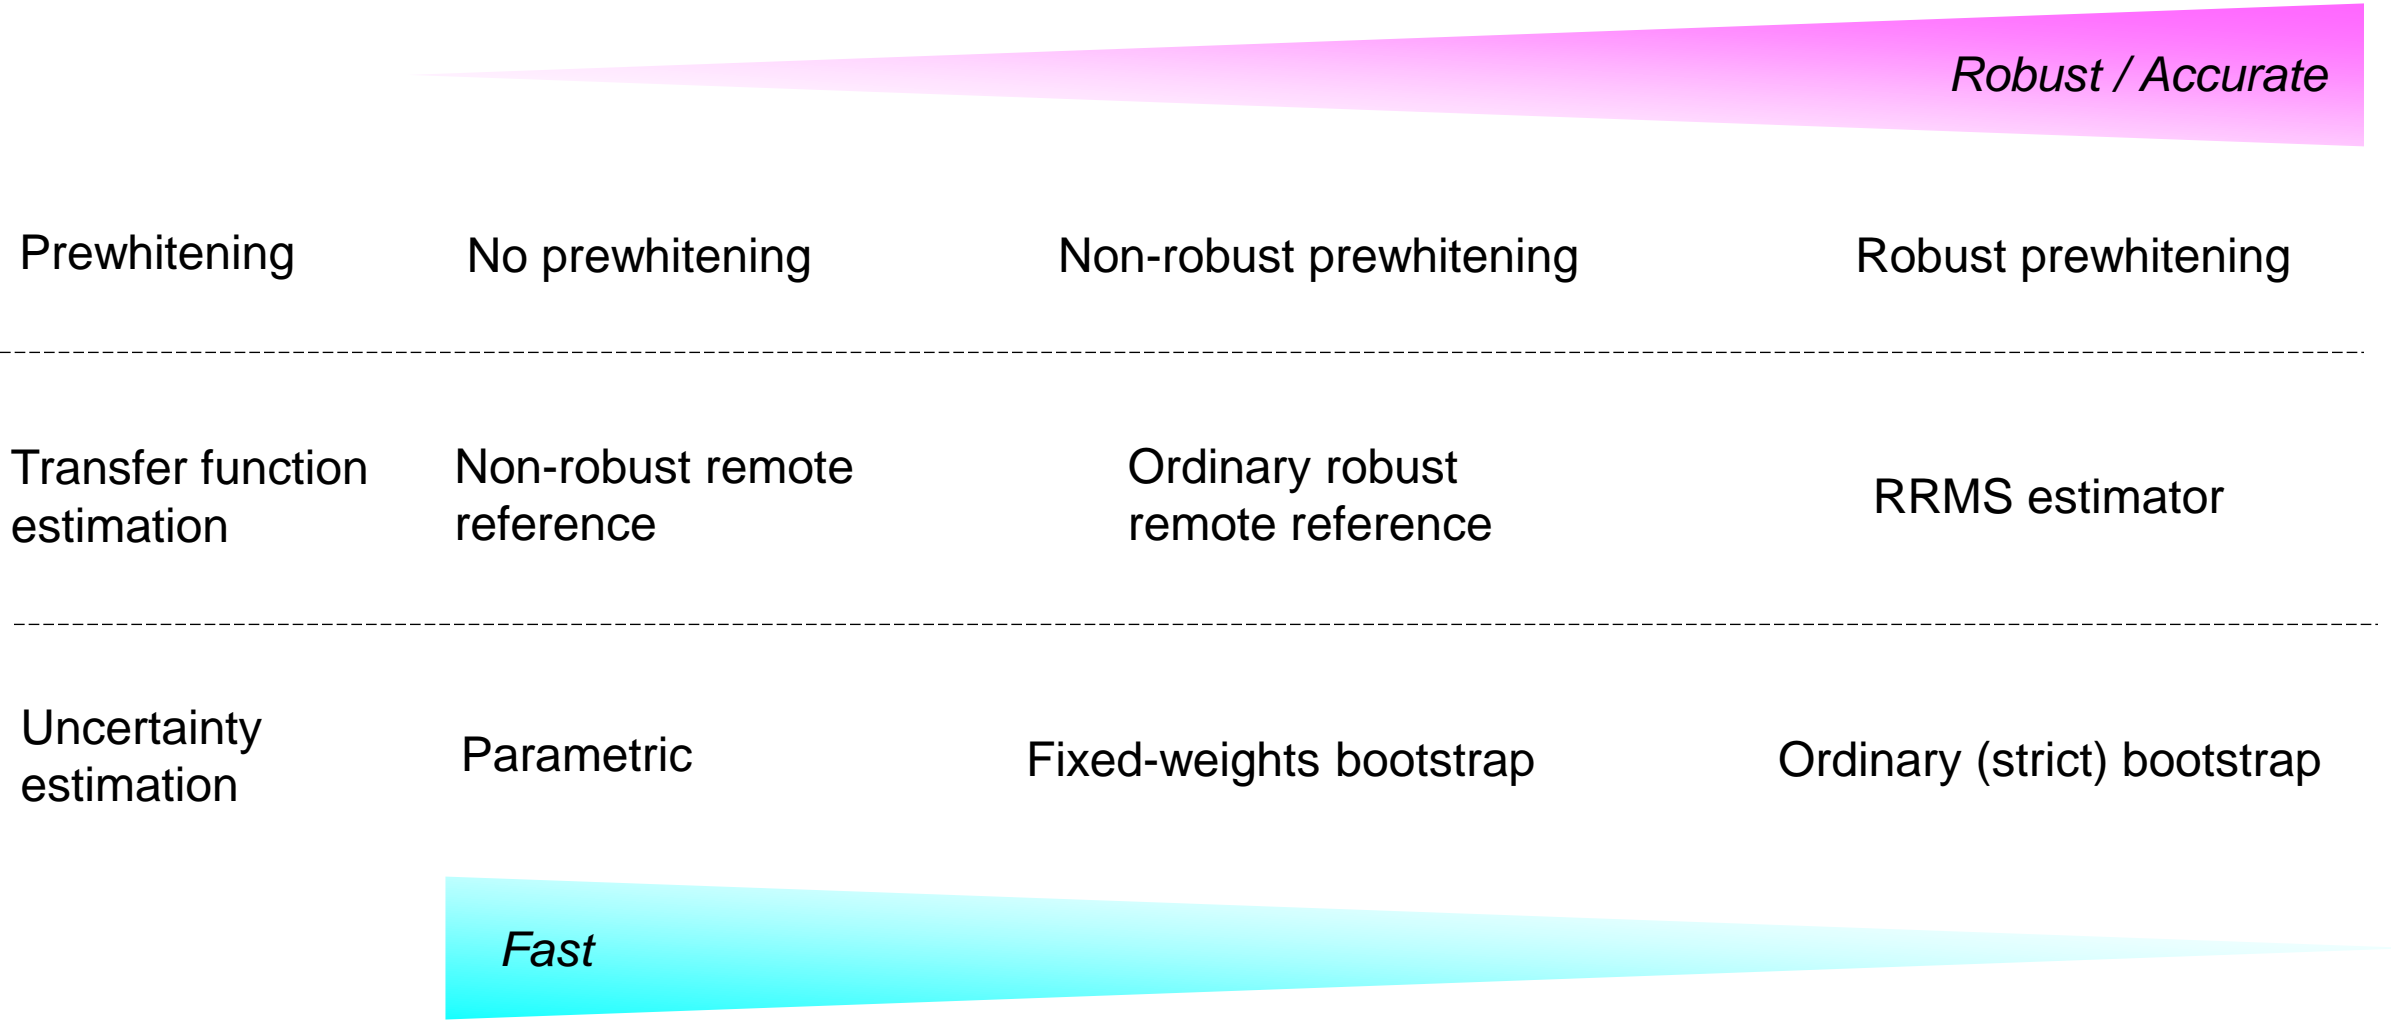 Robust / Accurate
Prewhitening
No prewhitening
Non-robust prewhitening
Robust prewhitening
Transfer function
estimation
Non-robust remote
reference
Ordinary robust
remote reference
RRMS estimator
Uncertainty
estimation
Parametric
Fixed-weights bootstrap
Ordinary (strict) bootstrap
Fast